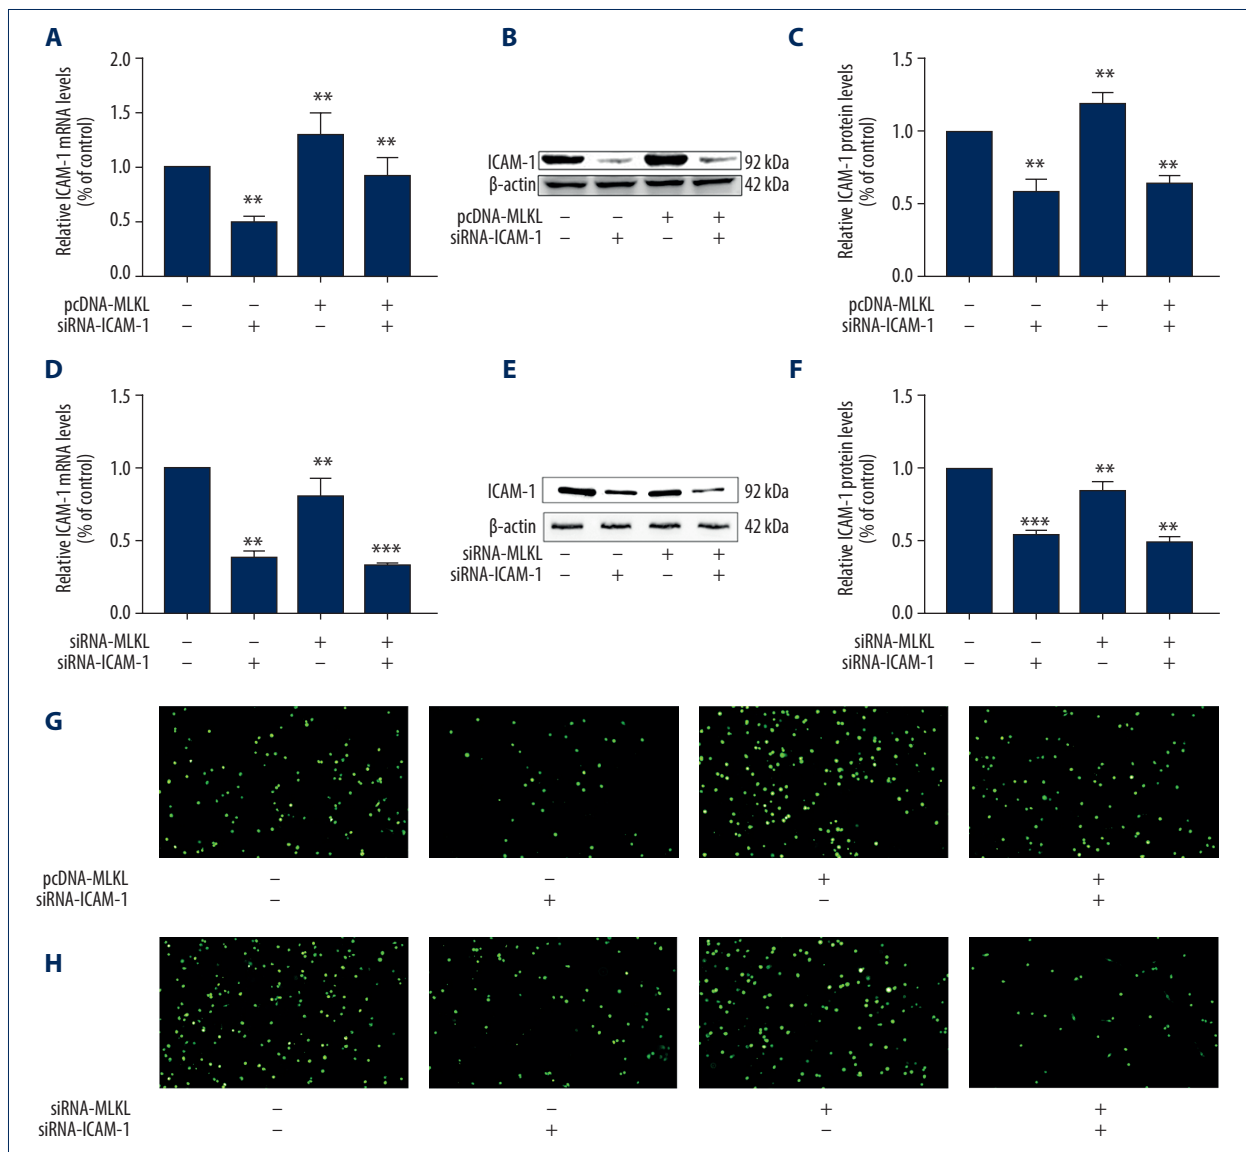 A
Relative ICAM-1 mRNA levels
(% of control)
2.0
1.5
1.0
0.5
0.0
** ** **
pcDNA-MLKL – – + +
siRNA-ICAM-1 – + – +
B
ICAM-1 92 kDa
β-actin 42 kDa
pcDNA-MLKL – – + +
siRNA-ICAM-1 – + – +
C
Relative ICAM-1 protein levels
(% of control)
1.5
1.0
0.5
0.0
** ** **
pcDNA-MLKL – – + +
siRNA-ICAM-1 – + – +
D
Relative ICAM-1 mRNA levels
(% of control)
1.5
1.0
0.5
0.0
** ** ***
siRNA-MLKL – – + +
siRNA-ICAM-1 – + – +
E
ICAM-1 92 kDa
β-actin 42 kDa
siRNA-MLKL – – + +
siRNA-ICAM-1 – + – +
F
Relative ICAM-1 protein levels
(% of control)
1.5
1.0
0.5
0.0
*** ** **
siRNA-MLKL – – + +
siRNA-ICAM-1 – + – +
G
pcDNA-MLKL – – + +
siRNA-ICAM-1 – + – +
H
siRNA-MLKL – – + +
siRNA-ICAM-1 – + – +